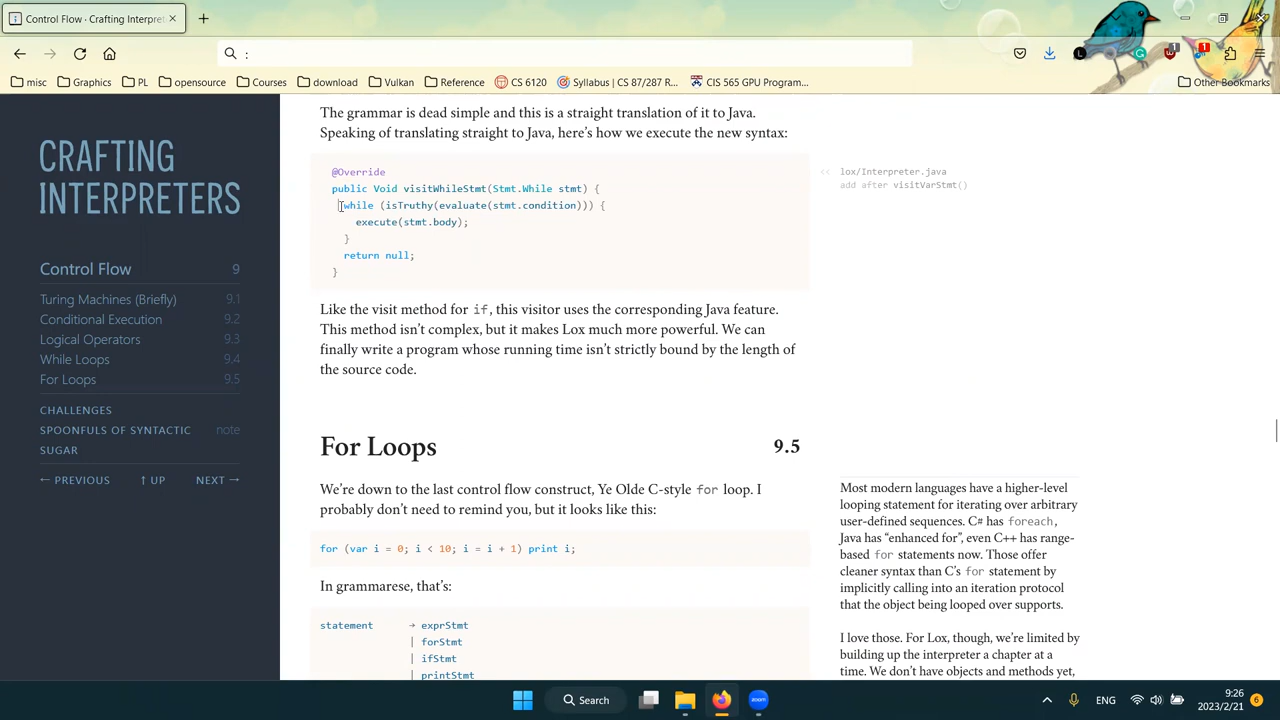 Control Flow · Crafting Interpret
:
misc
Graphics
PL
opensource
Courses
download
Vulkan
Reference
CS 6120
Syllabus | CS 87/287 R...
CIS 565 GPU Program...
Other Bookmarks
1
1
CRAFTING
INTERPRETERS
Control Flow 9
Turing Machines (Briefly) 9.1
Conditional Execution 9.2
Logical Operators 9.3
While Loops 9.4
For Loops 9.5
CHALLENGES
SPOONFULS OF SYNTACTIC note
SUGAR
← PREVIOUS ↑ UP NEXT →
The grammar is dead simple and this is a straight translation of it to Java.
Speaking of translating straight to Java, here’s how we execute the new syntax:
@Override
public Void visitWhileStmt(Stmt.While stmt) {
while (isTruthy(evaluate(stmt.condition))) {
execute(stmt.body);
}
return null;
}
<< lox/Interpreter.java
add after visitVarStmt()
Like the visit method for if, this visitor uses the corresponding Java feature.
This method isn’t complex, but it makes Lox much more powerful. We can
finally write a program whose running time isn’t strictly bound by the length of
the source code.
For Loops 9.5
We’re down to the last control flow construct, Ye Olde C-style for loop. I
probably don’t need to remind you, but it looks like this:
for (var i = 0; i < 10; i = i + 1) print i;
In grammarese, that’s:
statement → exprStmt
| forStmt
| ifStmt
| printStmt
Most modern languages have a higher-level
looping statement for iterating over arbitrary
user-defined sequences. C# has foreach,
Java has “enhanced for”, even C++ has range-
based for statements now. Those offer
cleaner syntax than C’s for statement by
implicitly calling into an iteration protocol
that the object being looped over supports.
I love those. For Lox, though, we’re limited by
building up the interpreter a chapter at a
time. We don’t have objects and methods yet,
Search
ENG
9:26
2023/2/21
6